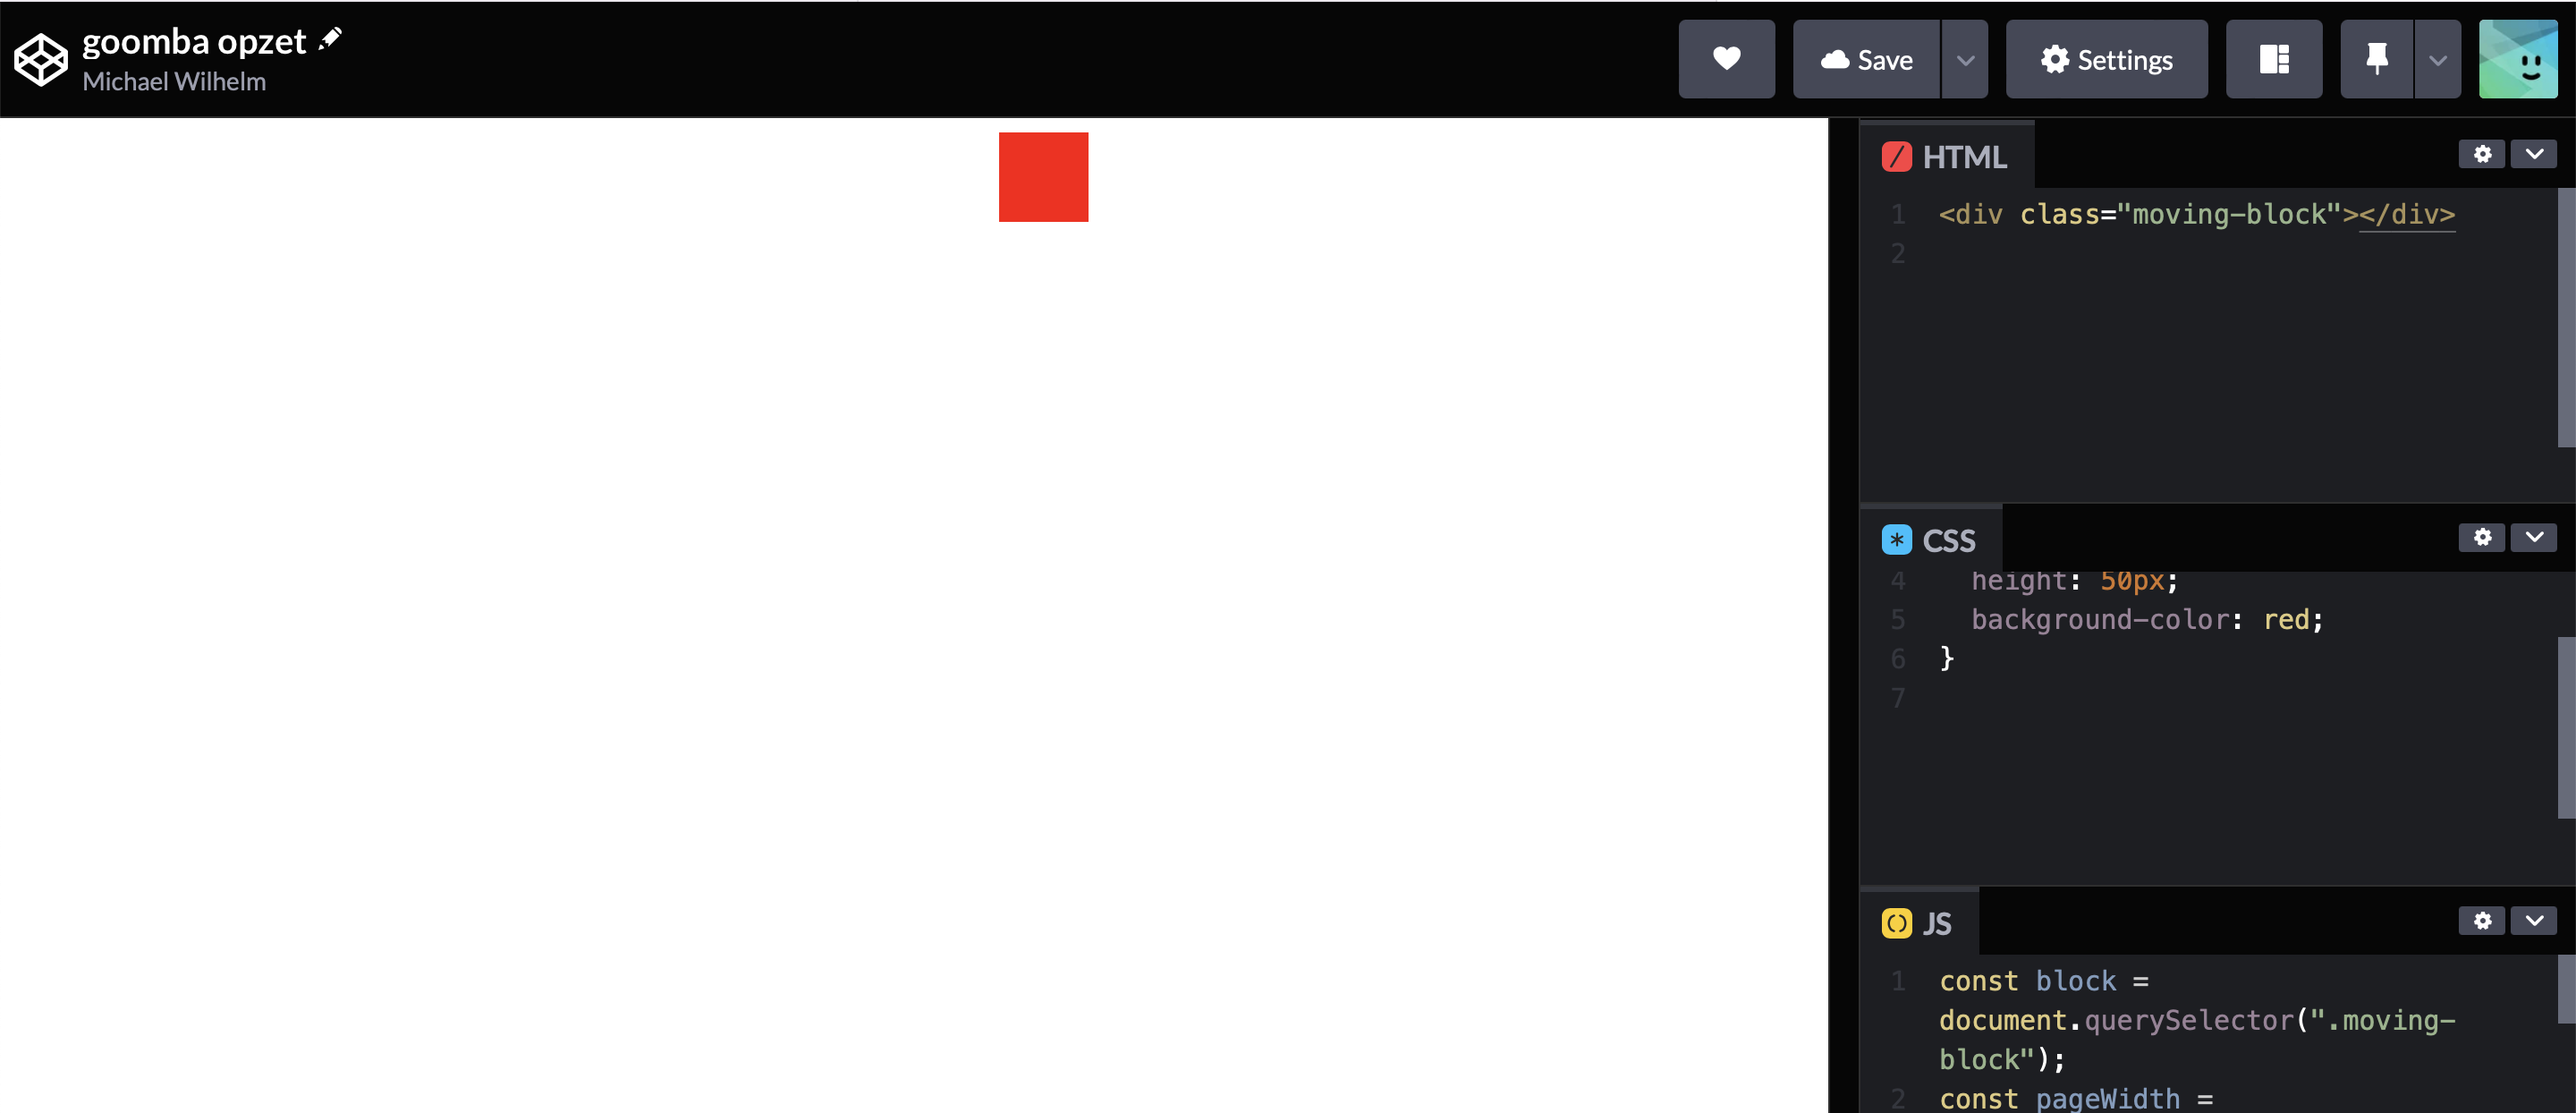 goomba opzet
Michael Wilhelm
Save
Settings
HTML
1 <div class="moving-block"></div>
2
CSS
4 height: 50px;
5 background-color: red;
6 }
7
JS
1 const block =
document.querySelector(".moving-
block");
2 const pageWidth =